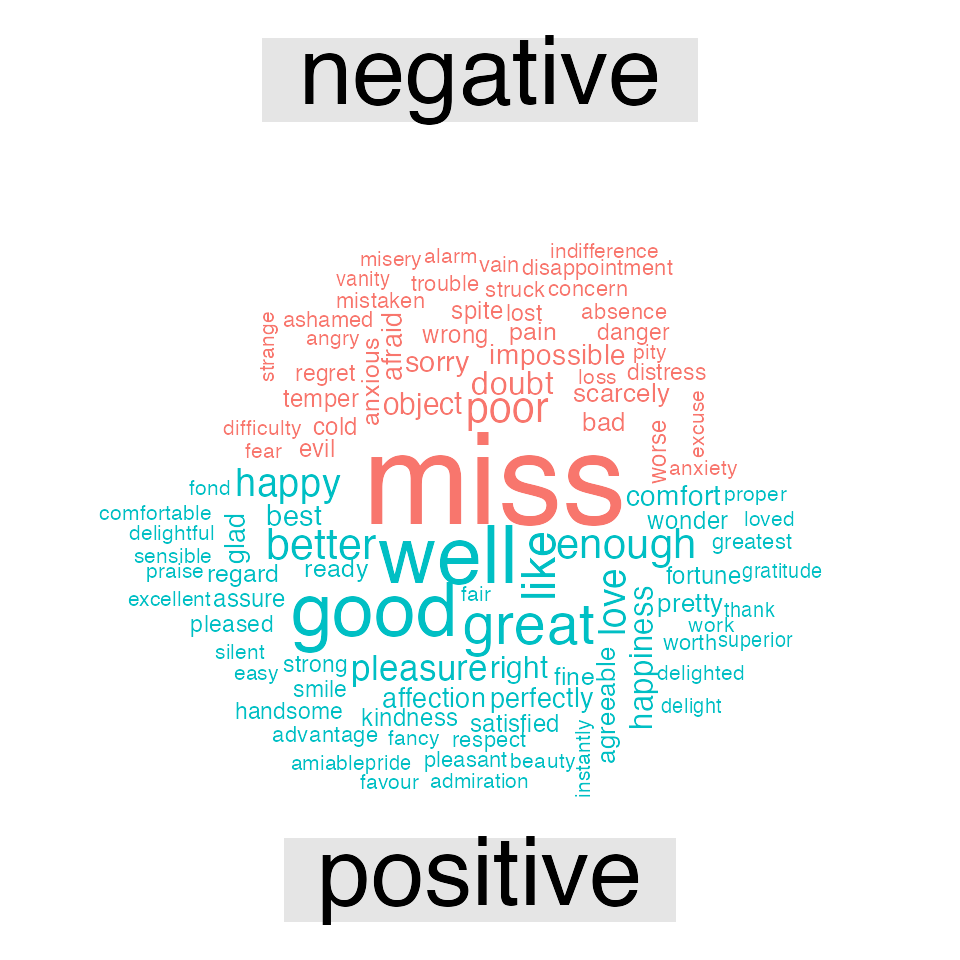 negative
misery alarm vain indifference
vanity trouble disappointment
mistaken struck concern
strange ashamed afraid spite lost absence
angry wrong pain danger
anxious sorry impossible pity
regret doubt loss distress
temper object poor scarcely
difficulty cold bad excuse
fear evil miss worse anxiety
fond happy comfort proper
comfortable best wonder loved
delightful glad better well like enough greatest
sensible
praise regard ready fortune gratitude
excellent assure good fair love pretty thank
pleased great happiness work
silent worth superior
easy strong pleasure right fine agreeable delighted
smile affection perfectly
handsome kindness satisfied delight
advantage fancy respect instantly
amiable pride pleasant beauty
favour admiration
positive